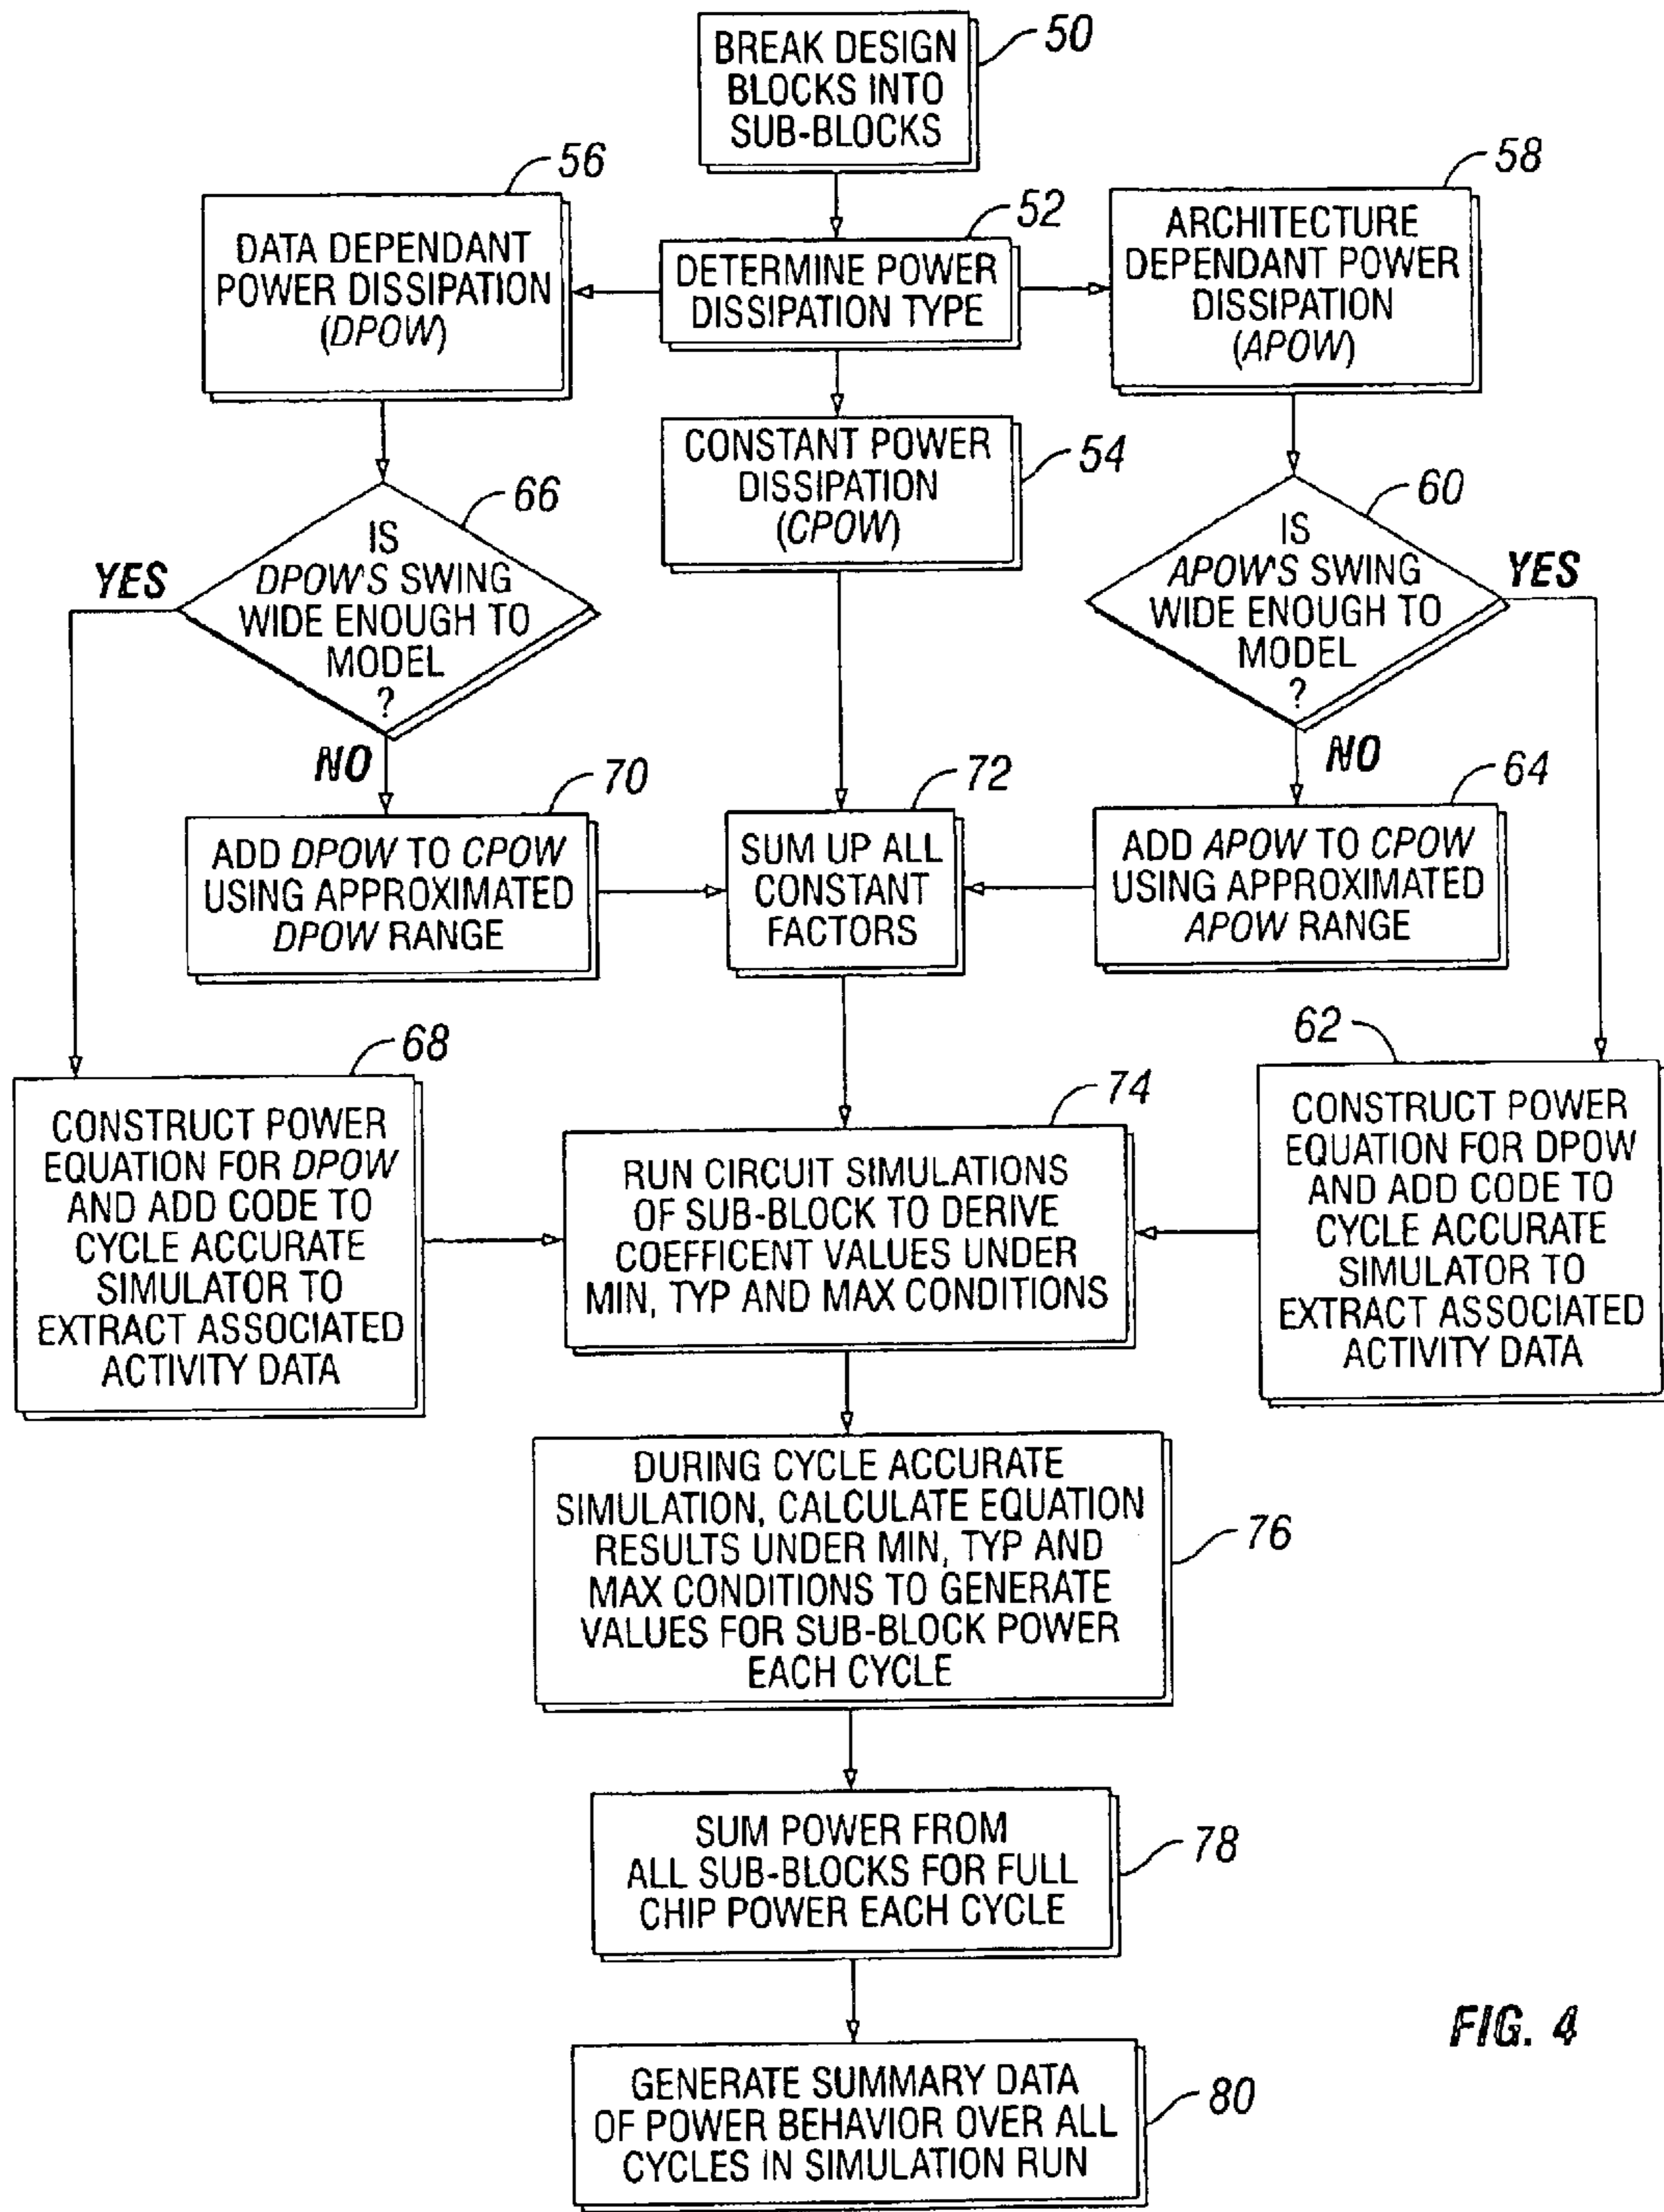 BREAK DESIGN
BLOCKS INTO
SUB-BLOCKS
50
56
DATA DEPENDANT
POWER DISSIPATION
(DPOW)
52
DETERMINE POWER
DISSIPATION TYPE
58
ARCHITECTURE
DEPENDANT POWER
DISSIPATION
(APOW)
CONSTANT POWER
DISSIPATION
(CPOW)
54
66
IS
DPOW'S SWING
WIDE ENOUGH TO
MODEL
?
YES
NO
60
IS
APOW'S SWING
WIDE ENOUGH TO
MODEL
?
YES
NO
70
ADD DPOW TO CPOW
USING APPROXIMATED
DPOW RANGE
72
SUM UP ALL
CONSTANT
FACTORS
64
ADD APOW TO CPOW
USING APPROXIMATED
APOW RANGE
68
CONSTRUCT POWER
EQUATION FOR DPOW
AND ADD CODE TO
CYCLE ACCURATE
SIMULATOR TO
EXTRACT ASSOCIATED
ACTIVITY DATA
74
RUN CIRCUIT SIMULATIONS
OF SUB-BLOCK TO DERIVE
COEFFICENT VALUES UNDER
MIN, TYP AND MAX CONDITIONS
62
CONSTRUCT POWER
EQUATION FOR DPOW
AND ADD CODE TO
CYCLE ACCURATE
SIMULATOR TO
EXTRACT ASSOCIATED
ACTIVITY DATA
DURING CYCLE ACCURATE
SIMULATION, CALCULATE EQUATION
RESULTS UNDER MIN, TYP AND
MAX CONDITIONS TO GENERATE
VALUES FOR SUB-BLOCK POWER
EACH CYCLE
76
SUM POWER FROM
ALL SUB-BLOCKS FOR FULL
CHIP POWER EACH CYCLE
78
GENERATE SUMMARY DATA
OF POWER BEHAVIOR OVER ALL
CYCLES IN SIMULATION RUN
80
FIG. 4